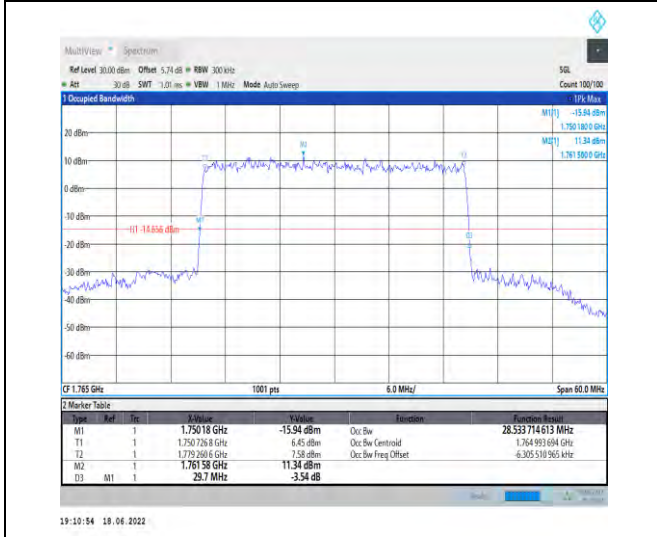 MultiView Spectrum
Ref Level 30.00 dBm Offset 5.74 dB RBW 300 kHz SGL
Att 30 dB SWT 1.01 ms VBW 1 MHz Mode Auto Sweep Count 100/100
1 Occupied Bandwidth 1Pk Max
M1[1] -15.94 dBm
1.750 180 0 GHz
M2[1] 11.34 dBm
1.761 580 0 GHz
20 dBm
M2
10 dBm
0 dBm
-10 dBm
M1
H1 -14.656 dBm
-20 dBm
-30 dBm
-40 dBm
-50 dBm
-60 dBm
CF 1.765 GHz 1001 pts 6.0 MHz/ Span 60.0 MHz
2 Marker Table
Type Ref Trc X-Value Y-Value Function Function Result
M1 1 1.75018 GHz -15.94 dBm Occ Bw 28.533 714 613 MHz
T1 1 1.750 726 8 GHz 6.45 dBm Occ Bw Centroid 1.764 993 694 GHz
T2 1 1.779 260 6 GHz 7.58 dBm Occ Bw Freq Offset -6.305 510 965 kHz
M2 1 1.761 58 GHz 11.34 dBm
D3 M1 1 29.7 MHz -3.54 dB
19:10:54 18.06.2022